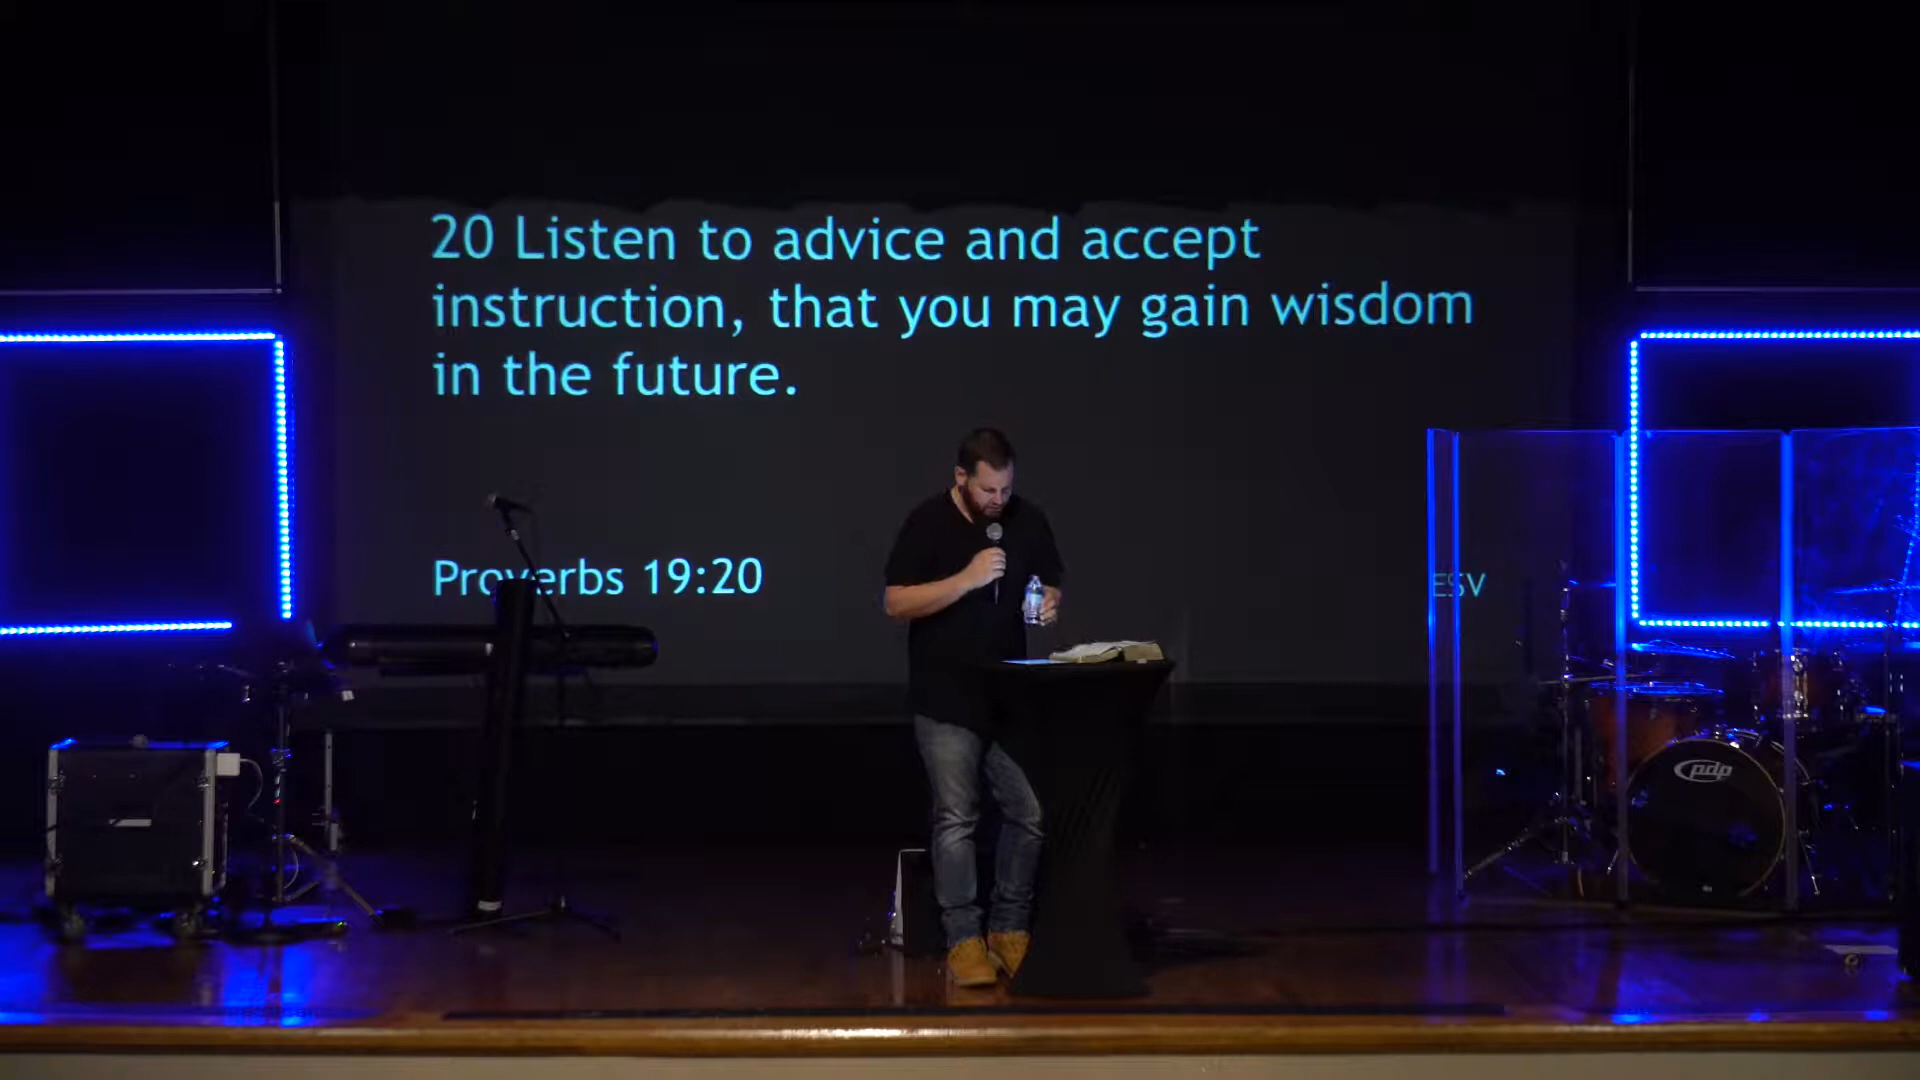 20 Listen to advice and accept
instruction, that you may gain wisdom
in the future.
Proverbs 19:20
ESV
pdp